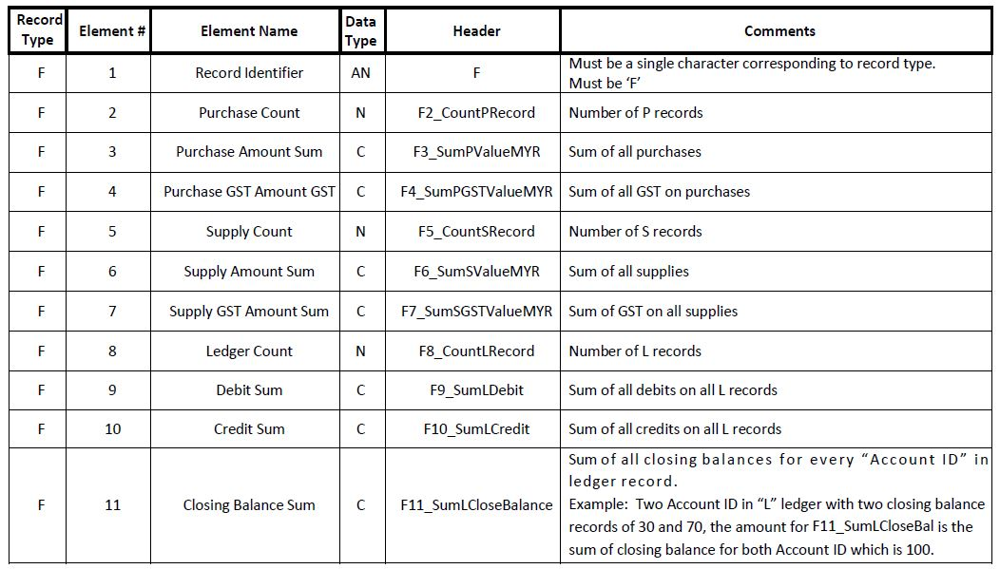 Record Type Element # Element Name Data Type Header Comments
F 1 Record Identifier AN F Must be a single character corresponding to record type.
Must be ‘F’
F 2 Purchase Count N F2_CountPRecord Number of P records
F 3 Purchase Amount Sum C F3_SumPValueMYR Sum of all purchases
F 4 Purchase GST Amount GST C F4_SumPGSTValueMYR Sum of all GST on purchases
F 5 Supply Count N F5_CountSRecord Number of S records
F 6 Supply Amount Sum C F6_SumSValueMYR Sum of all supplies
F 7 Supply GST Amount Sum C F7_SumSGSTValueMYR Sum of GST on all supplies
F 8 Ledger Count N F8_CountLRecord Number of L records
F 9 Debit Sum C F9_SumLDebit Sum of all debits on all L records
F 10 Credit Sum C F10_SumLCredit Sum of all credits on all L records
F 11 Closing Balance Sum C F11_SumLCloseBalance Sum of all closing balances for every “Account ID” in
ledger record.
Example: Two Account ID in “L” ledger with two closing balance
records of 30 and 70, the amount for F11_SumLCloseBal is the
sum of closing balance for both Account ID which is 100.